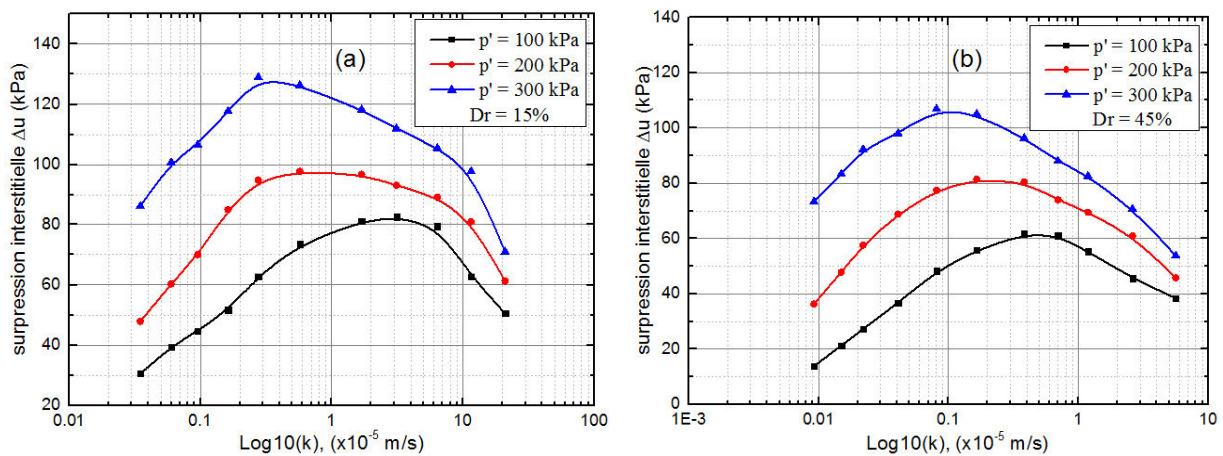 140
120
100
80
60
40
20
surpression interstitielle Δu (kPa)
(a)
p' = 100 kPa
p' = 200 kPa
p' = 300 kPa
Dr = 15%
0.01
0.1
1
10
100
Log10(k), (x10⁻⁵ m/s)
140
120
100
80
60
40
20
0
surpression interstitielle Δu (kPa)
(b)
p' = 100 kPa
p' = 200 kPa
p' = 300 kPa
Dr = 45%
1E-3
0.01
0.1
1
10
Log10(k), (x10⁻⁵ m/s)